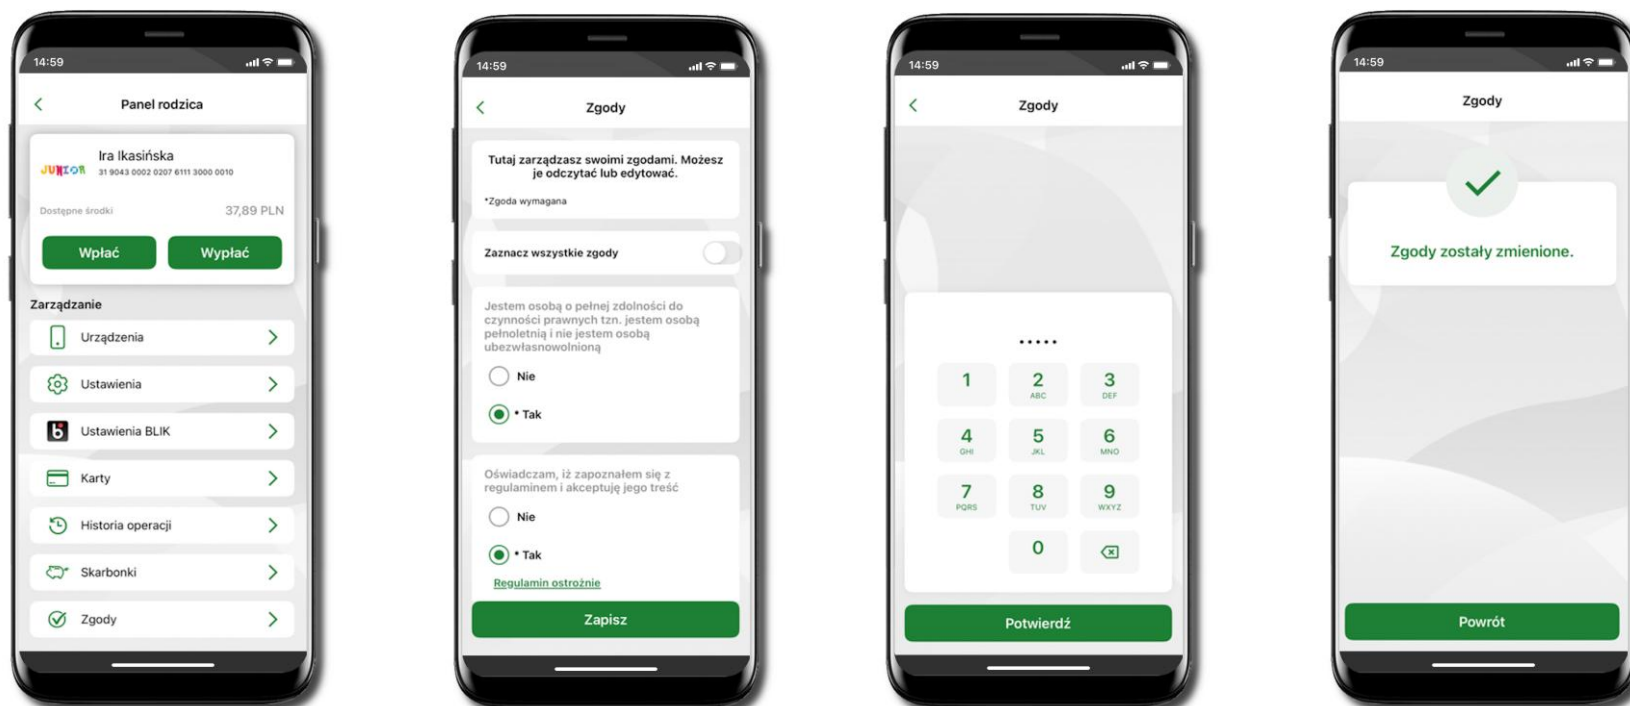 14:59
Panel rodzica
JUNIOR
Ira Ikasińska
31 9043 0002 0207 6111 3000 0010
Dostępne środki
37,89 PLN
Wpłać
Wypłać
Zarządzanie
Urządzenia
Ustawienia
Ustawienia BLIK
Karty
Historia operacji
Skarbonki
Zgody
14:59
Zgody
Tutaj zarządzasz swoimi zgodami. Możesz
je odczytać lub edytować.
*Zgoda wymagana
Zaznacz wszystkie zgody
Jestem osobą o pełnej zdolności do
czynności prawnych tzn. jestem osobą
pełnoletnią i nie jestem osobą
ubezwłasnowolnioną
Nie
* Tak
Oświadczam, iż zapoznałem się z
regulaminem i akceptuję jego treść
Nie
* Tak
Regulamin ostrożnie
Zapisz
14:59
Zgody
•••••
1
2
3
ABC
DEF
4
5
6
GHI
JKL
MNO
7
8
9
PQRS
TUV
WXYZ
0
Potwierdź
14:59
Zgody
Zgody zostały zmienione.
Powrót